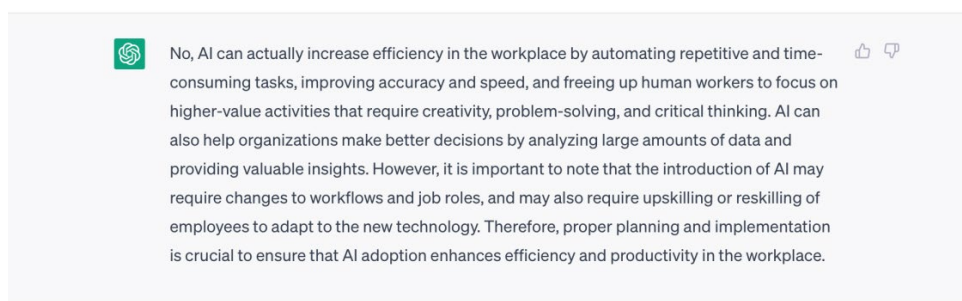 No, AI can actually increase efficiency in the workplace by automating repetitive and time-
consuming tasks, improving accuracy and speed, and freeing up human workers to focus on
higher-value activities that require creativity, problem-solving, and critical thinking. AI can
also help organizations make better decisions by analyzing large amounts of data and
providing valuable insights. However, it is important to note that the introduction of AI may
require changes to workflows and job roles, and may also require upskilling or reskilling of
employees to adapt to the new technology. Therefore, proper planning and implementation
is crucial to ensure that AI adoption enhances efficiency and productivity in the workplace.